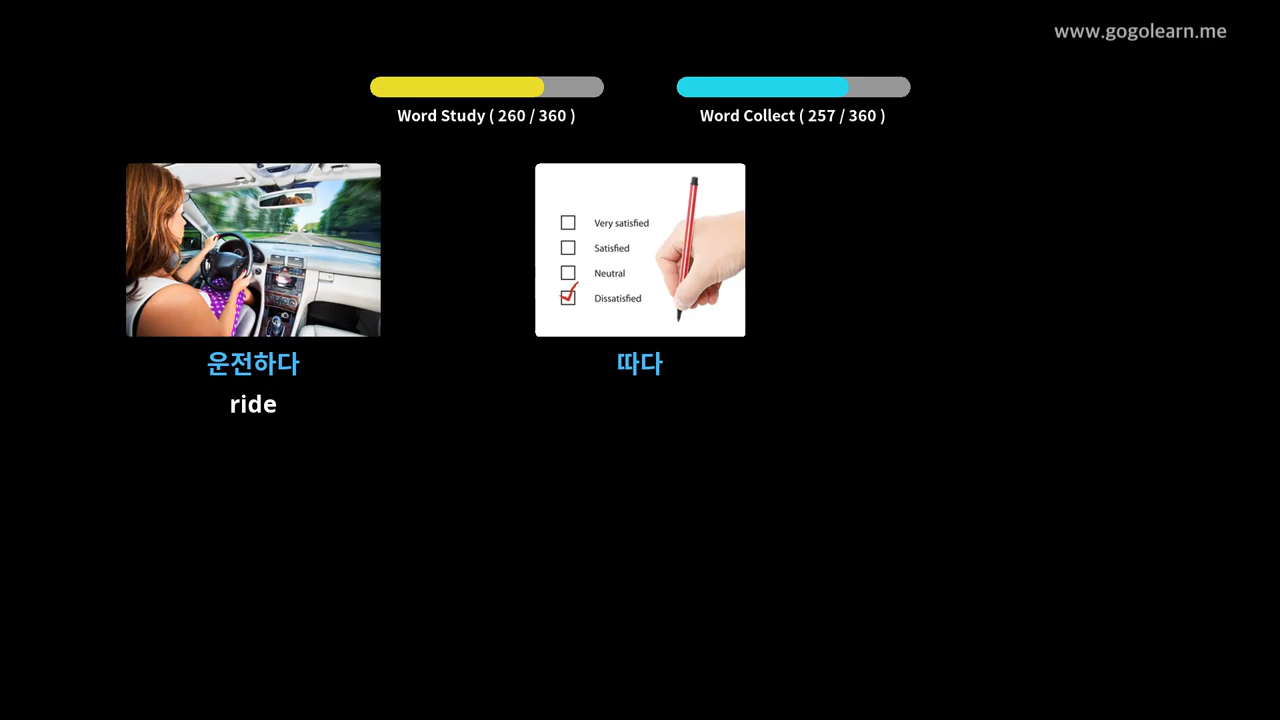 www.gogolearn.me
Word Study ( 260 / 360 )
Word Collect ( 257 / 360 )
Very satisfied
Satisfied
Neutral
Dissatisfied
운전하다
따다
ride